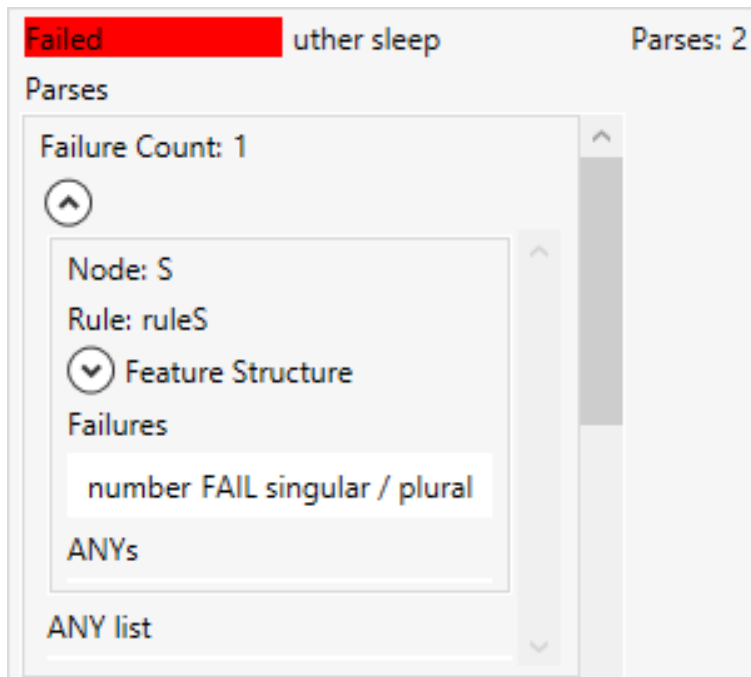 Failed uther sleep Parses: 2
Parses
Failure Count: 1
Node: S
Rule: ruleS
Feature Structure
Failures
number FAIL singular / plural
ANYs
ANY list